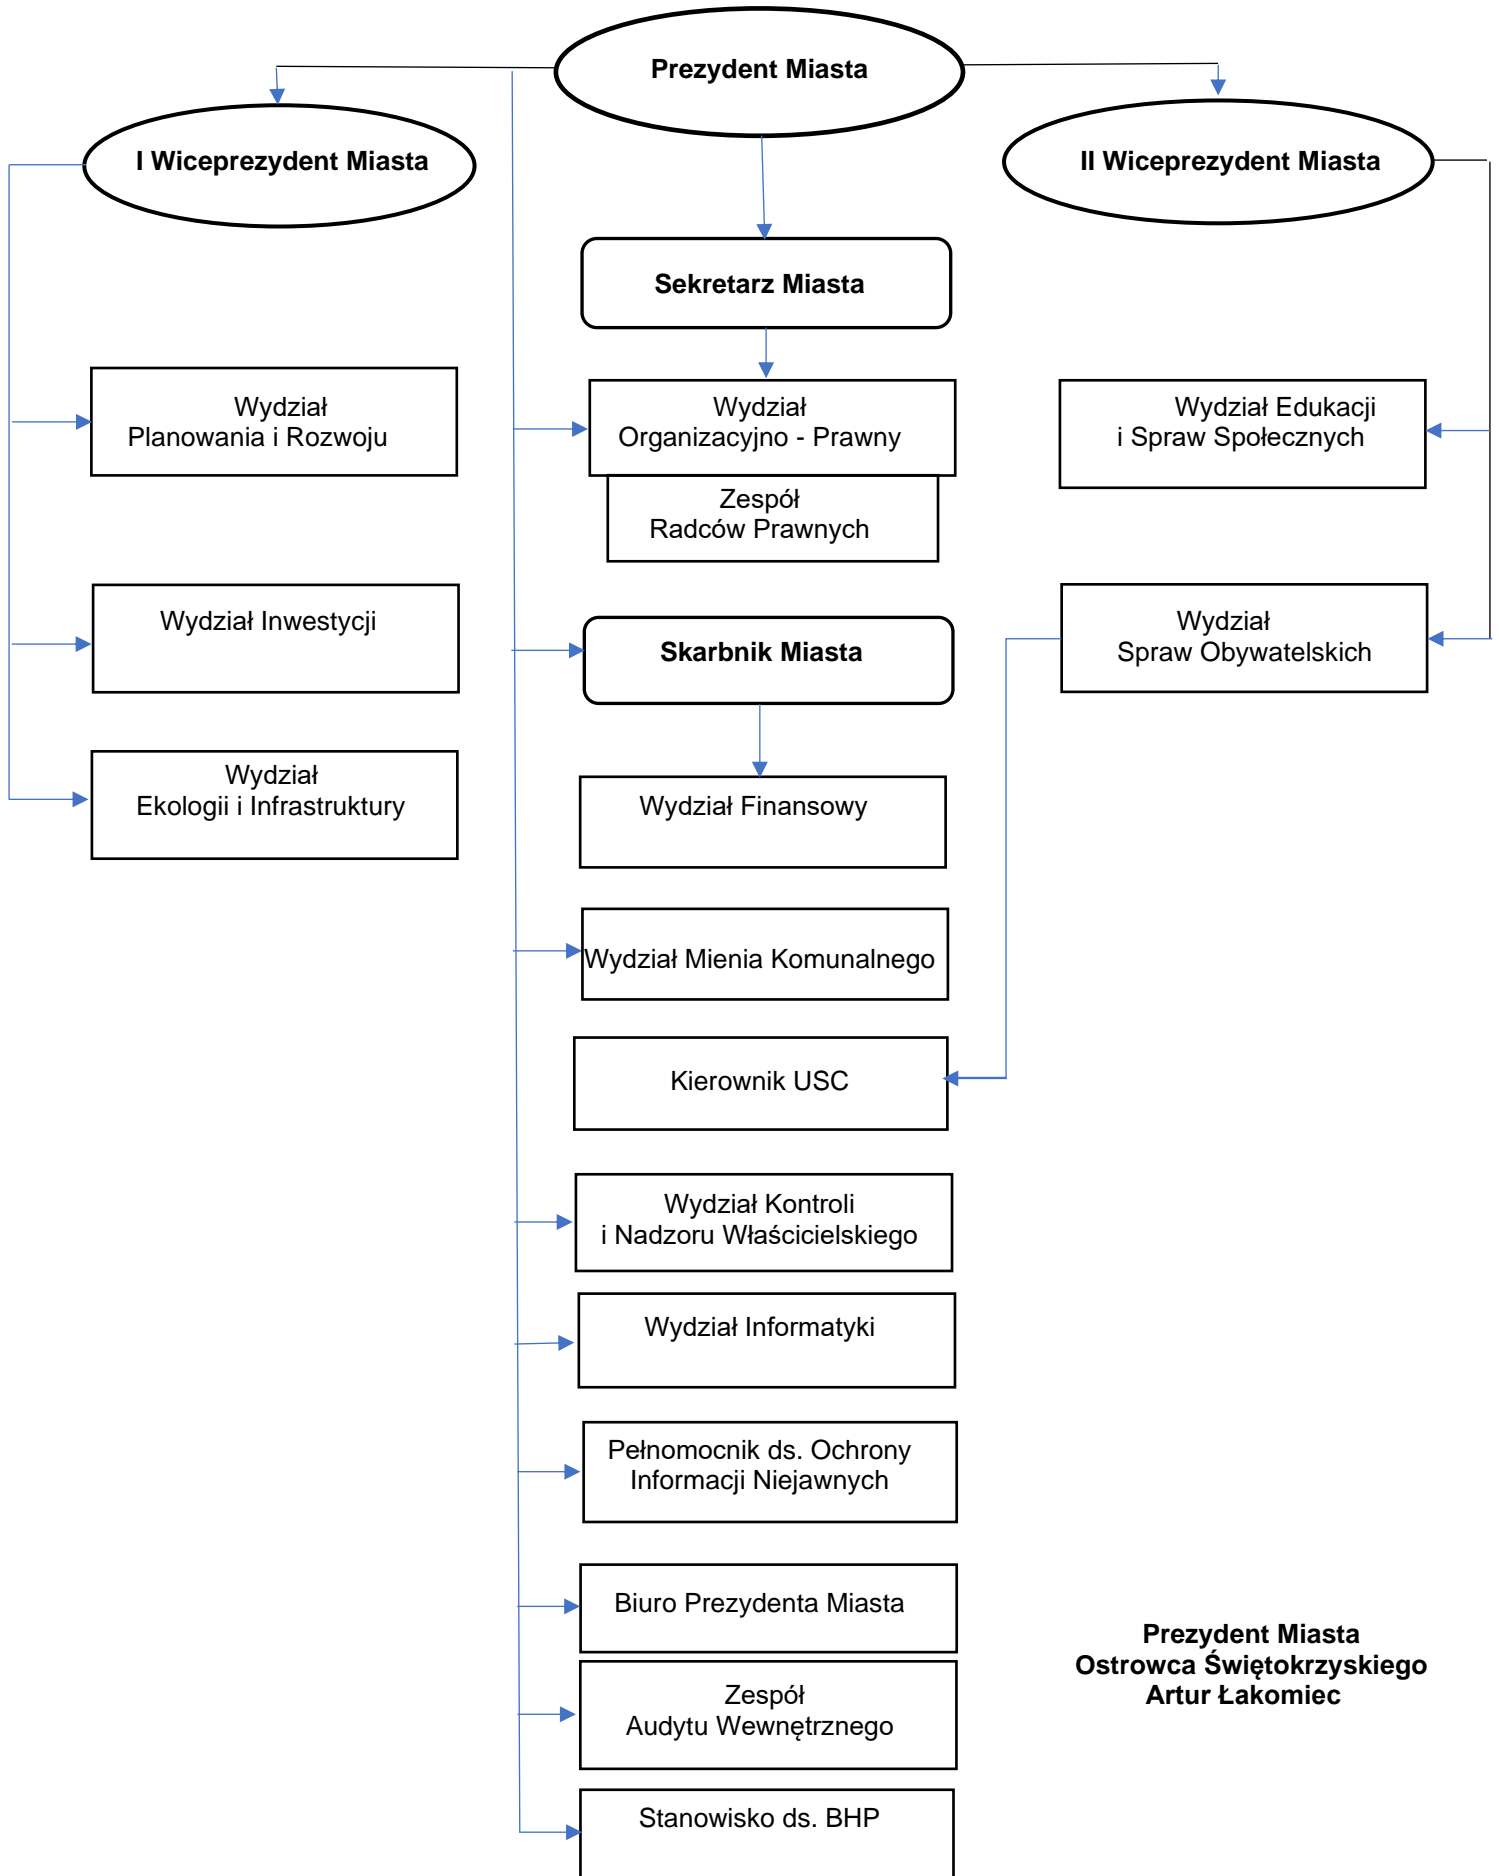 Prezydent Miasta
I Wiceprezydent Miasta
II Wiceprezydent Miasta
Sekretarz Miasta
Wydział
Planowania i Rozwoju
Wydział
Organizacyjno - Prawny
Wydział Edukacji
i Spraw Społecznych
Zespół
Radców Prawnych
Wydział Inwestycji
Skarbnik Miasta
Wydział
Spraw Obywatelskich
Wydział
Ekologii i Infrastruktury
Wydział Finansowy
Wydział Mienia Komunalnego
Kierownik USC
Wydział Kontroli
i Nadzoru Właścicielskiego
Wydział Informatyki
Pełnomocnik ds. Ochrony
Informacji Niejawnych
Biuro Prezydenta Miasta
Prezydent Miasta
Ostrowca Świętokrzyskiego
Artur Łakomiec
Zespół
Audytu Wewnętrznego
Stanowisko ds. BHP